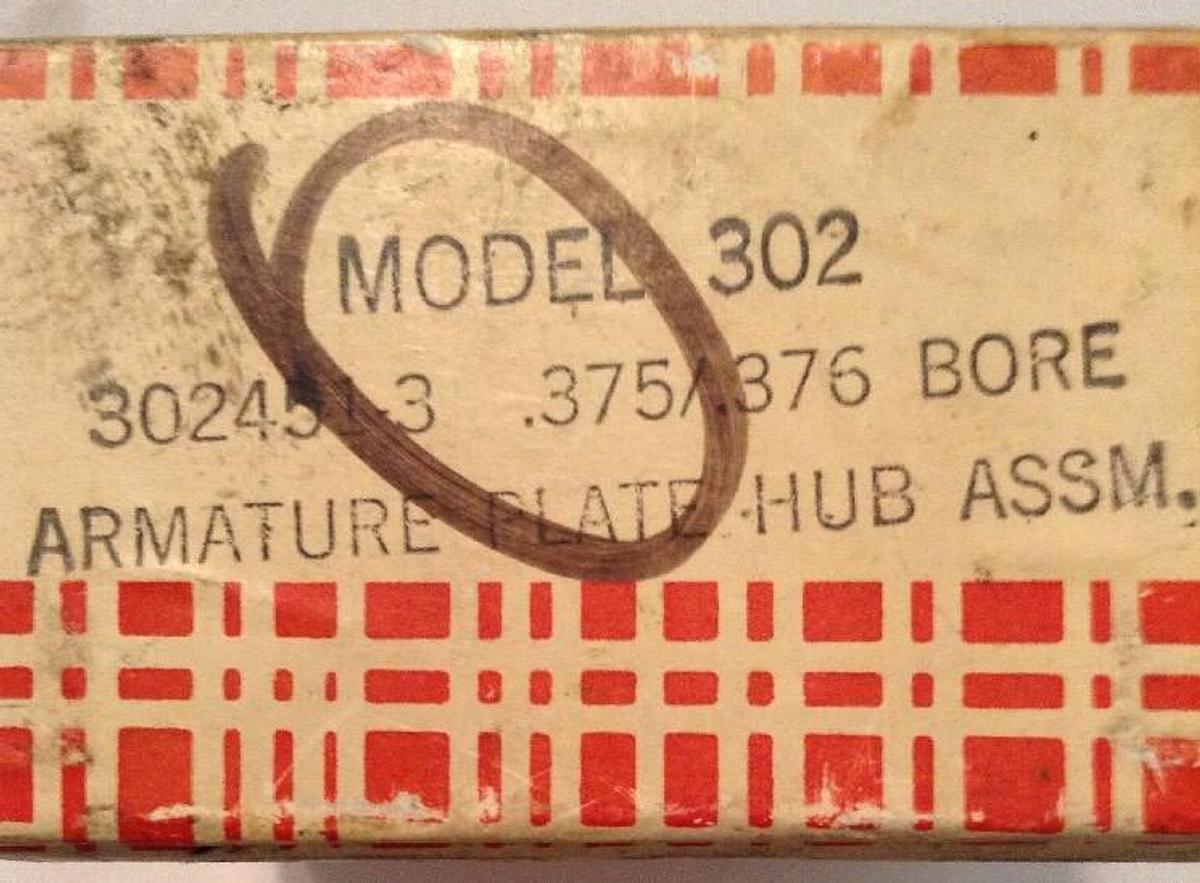 MODEL 302
302451-3 .375/.376 BORE
ARMATURE PLATE HUB ASSM.